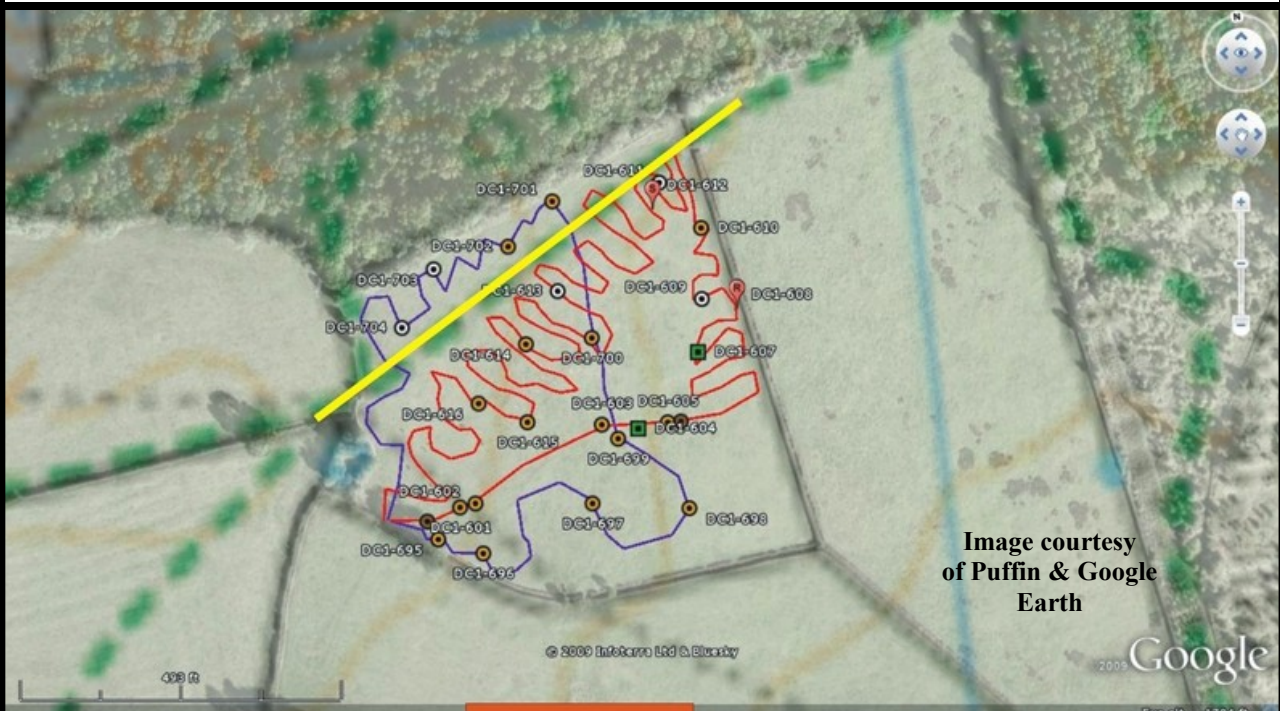 N
DC1-611
DC1-612
DC1-701
DC1-610
DC1-702
DC1-703
DC1-613
DC1-609
DC1-608
DC1-704
DC1-614
DC1-700
DC1-607
DC1-616
DC1-603
DC1-605
DC1-615
DC1-604
DC1-699
DC1-602
DC1-601
DC1-697
DC1-698
DC1-695
DC1-696
S
R
Image courtesy
of Puffin & Google
Earth
© 2009 Infoterra Ltd & Bluesky
2009 Google
493 ft